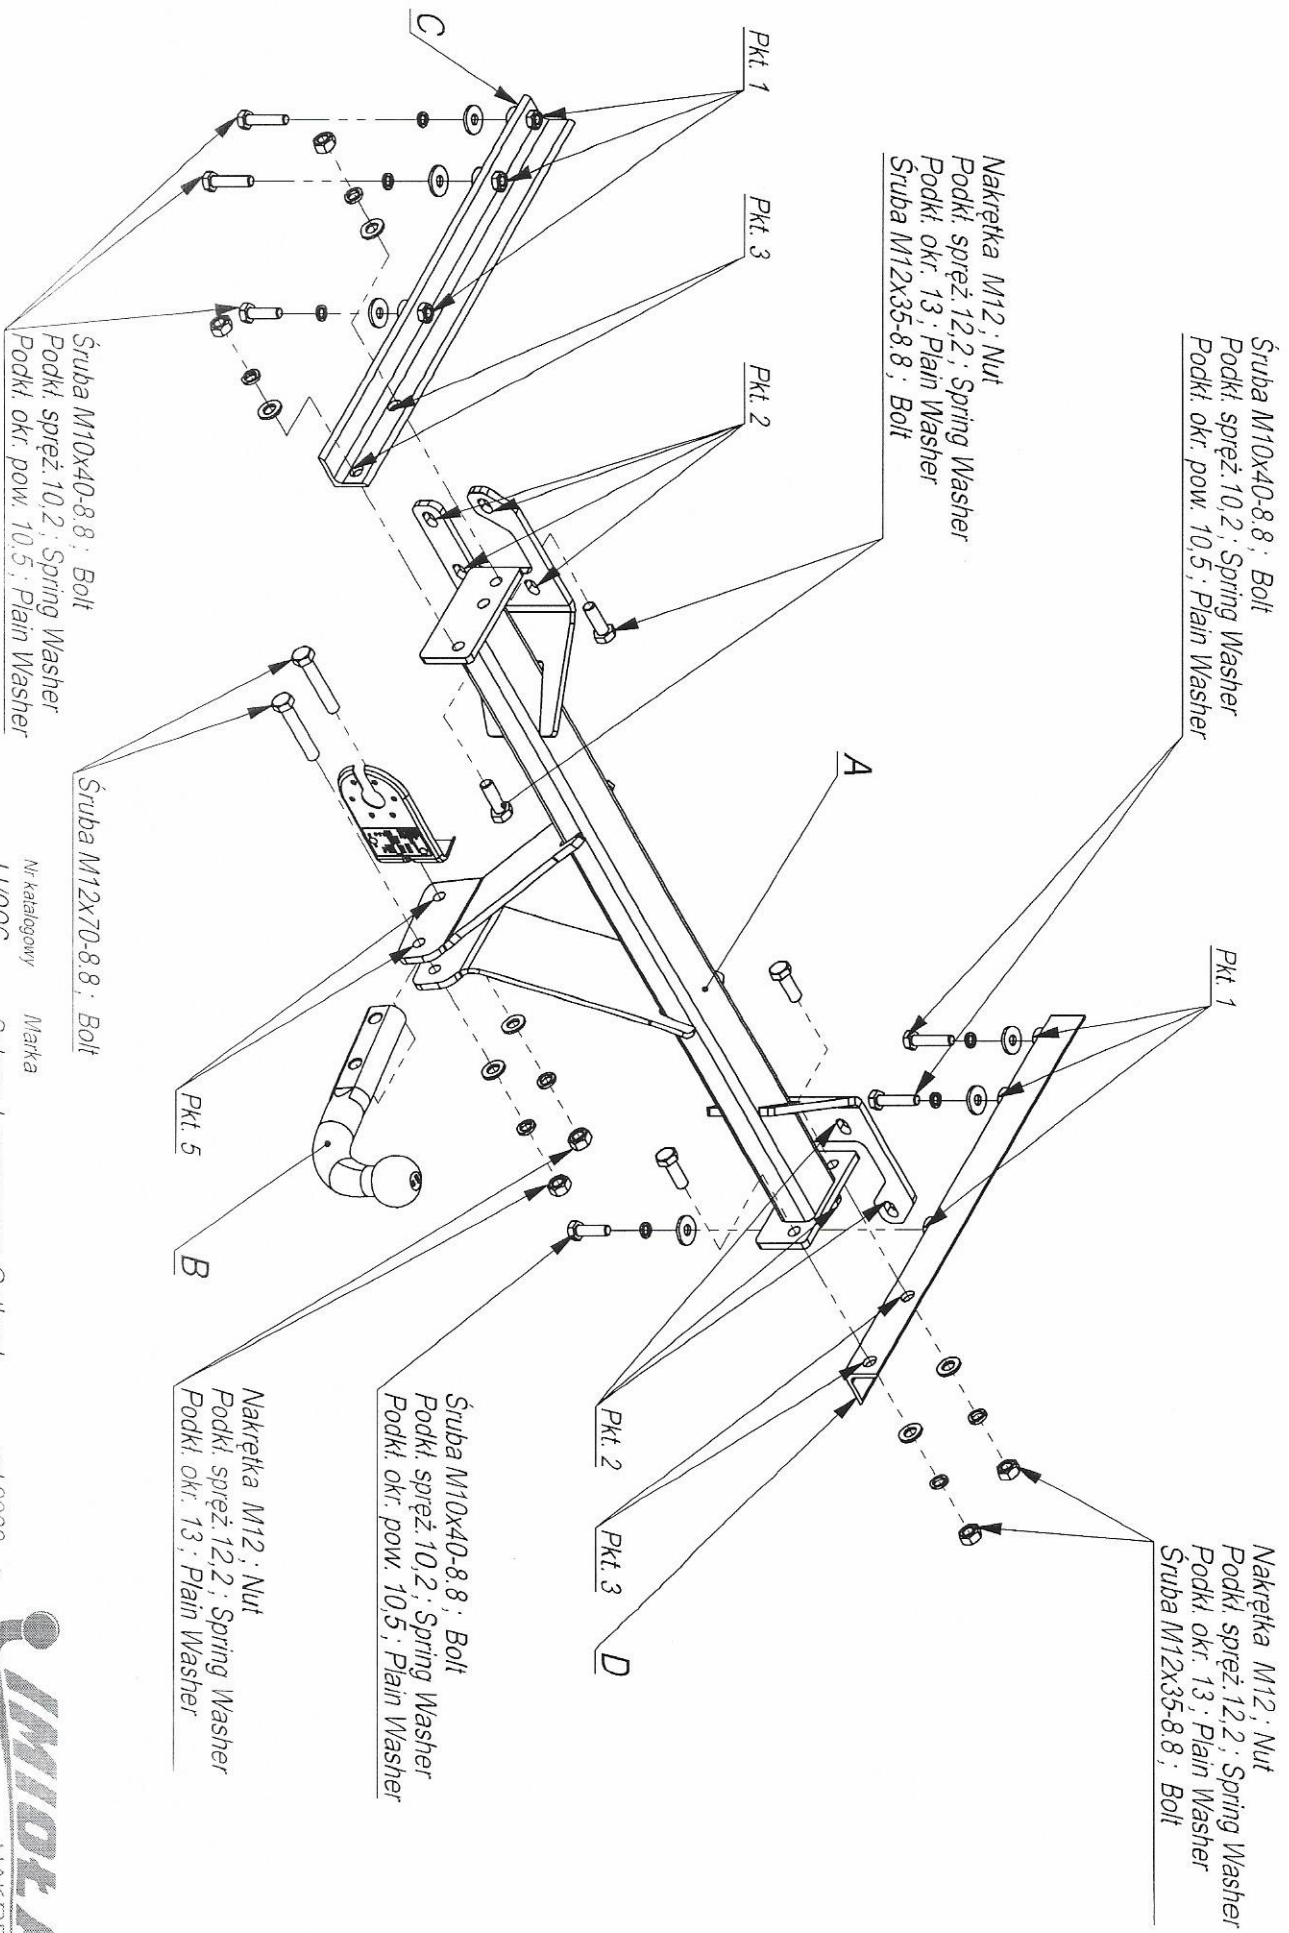 Śruba M10x40-8.8 ; Bolt
Podkł. spręż.10,2 ; Spring Washer
Podkł. okr. pow. 10,5 ; Plain Washer
Nakrętka M12 ; Nut
Podkł. spręż.12,2 ; Spring Washer
Podkł. okr. 13 ; Plain Washer
Śruba M12x35-8.8 ; Bolt
Nakrętka M12 ; Nut
Podkł. spręż.12,2 ; Spring Washer
Podkł. okr. 13 ; Plain Washer
Śruba M12x35-8.8 ; Bolt
Pkt. 1
Pkt. 3
Pkt. 2
Pkt. 1
C
A
Pkt. 2
Pkt. 3
D
Śruba M10x40-8.8 ; Bolt
Podkł. spręż.10,2 ; Spring Washer
Podkł. okr. pow. 10,5 ; Plain Washer
Pkt. 5
B
Nakrętka M12 ; Nut
Podkł. spręż.12,2 ; Spring Washer
Podkł. okr. 13 ; Plain Washer
Śruba M12x70-8.8 ; Bolt
Śruba M10x40-8.8 ; Bolt
Podkł. spręż.10,2 ; Spring Washer
Podkł. okr. pow. 10.5 ; Plain Washer
Nr katalogowy Marka
IMIOŁA